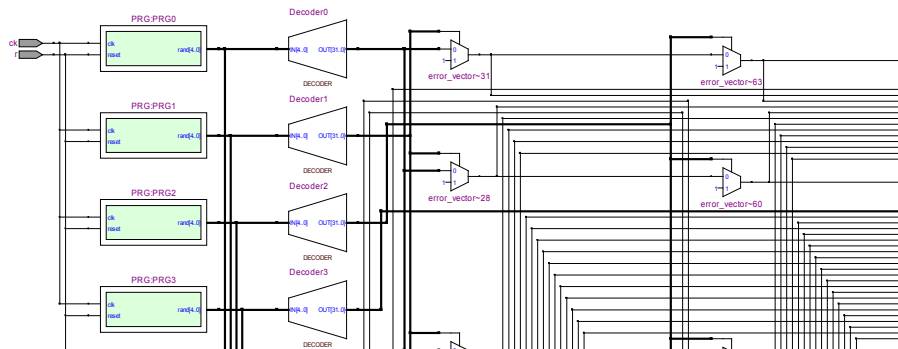 PRG:PRG0
Decoder0
ck
r
clk
reset
rand[4..0]
IN[4..0]
OUT[31..0]
DECODER
0
1
error_vector~31
0
1
error_vector~63
PRG:PRG1
Decoder1
clk
reset
rand[4..0]
IN[4..0]
OUT[31..0]
DECODER
0
1
error_vector~28
0
1
error_vector~60
PRG:PRG2
Decoder2
clk
reset
rand[4..0]
IN[4..0]
OUT[31..0]
DECODER
PRG:PRG3
Decoder3
clk
reset
rand[4..0]
IN[4..0]
OUT[31..0]
DECODER